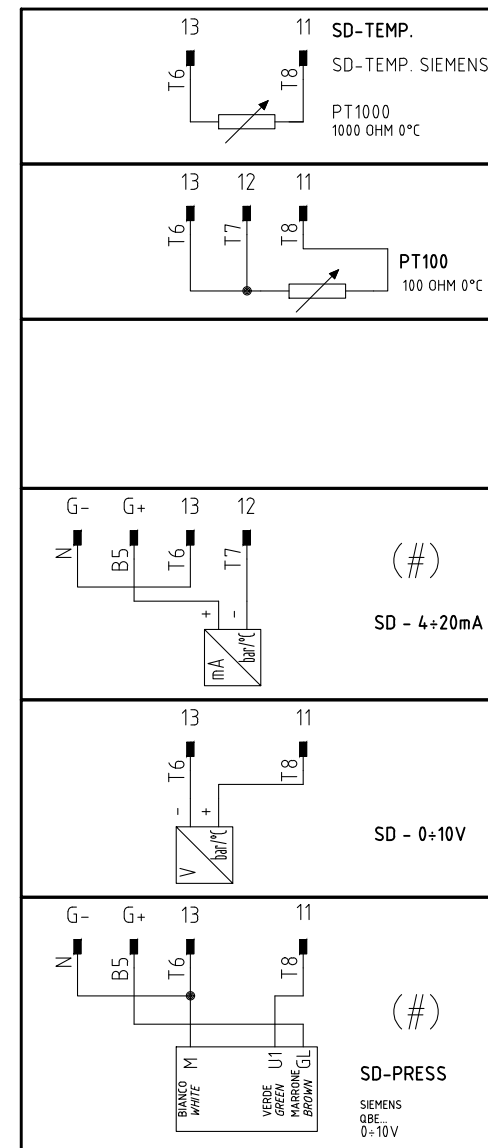 13 11 SD-TEMP.
T6 T8 SD-TEMP. SIEMENS
PT1000
1000 OHM 0°C
13 12 11
T6 T7 T8
PT100
100 OHM 0°C
G- G+ 13 12
N B5 T6 T7
(#)
+ -
mA bar/°C
SD - 4÷20mA
13 11
T6 T8
- +
V bar/°C
SD - 0÷10V
G- G+ 13 11
N B5 T6 T8
(#)
M U1 GL
BIANCO
WHITE
VERDE
GREEN
MARRONE
BROWN
SD-PRESS
SIEMENS
QBE...
0÷10V